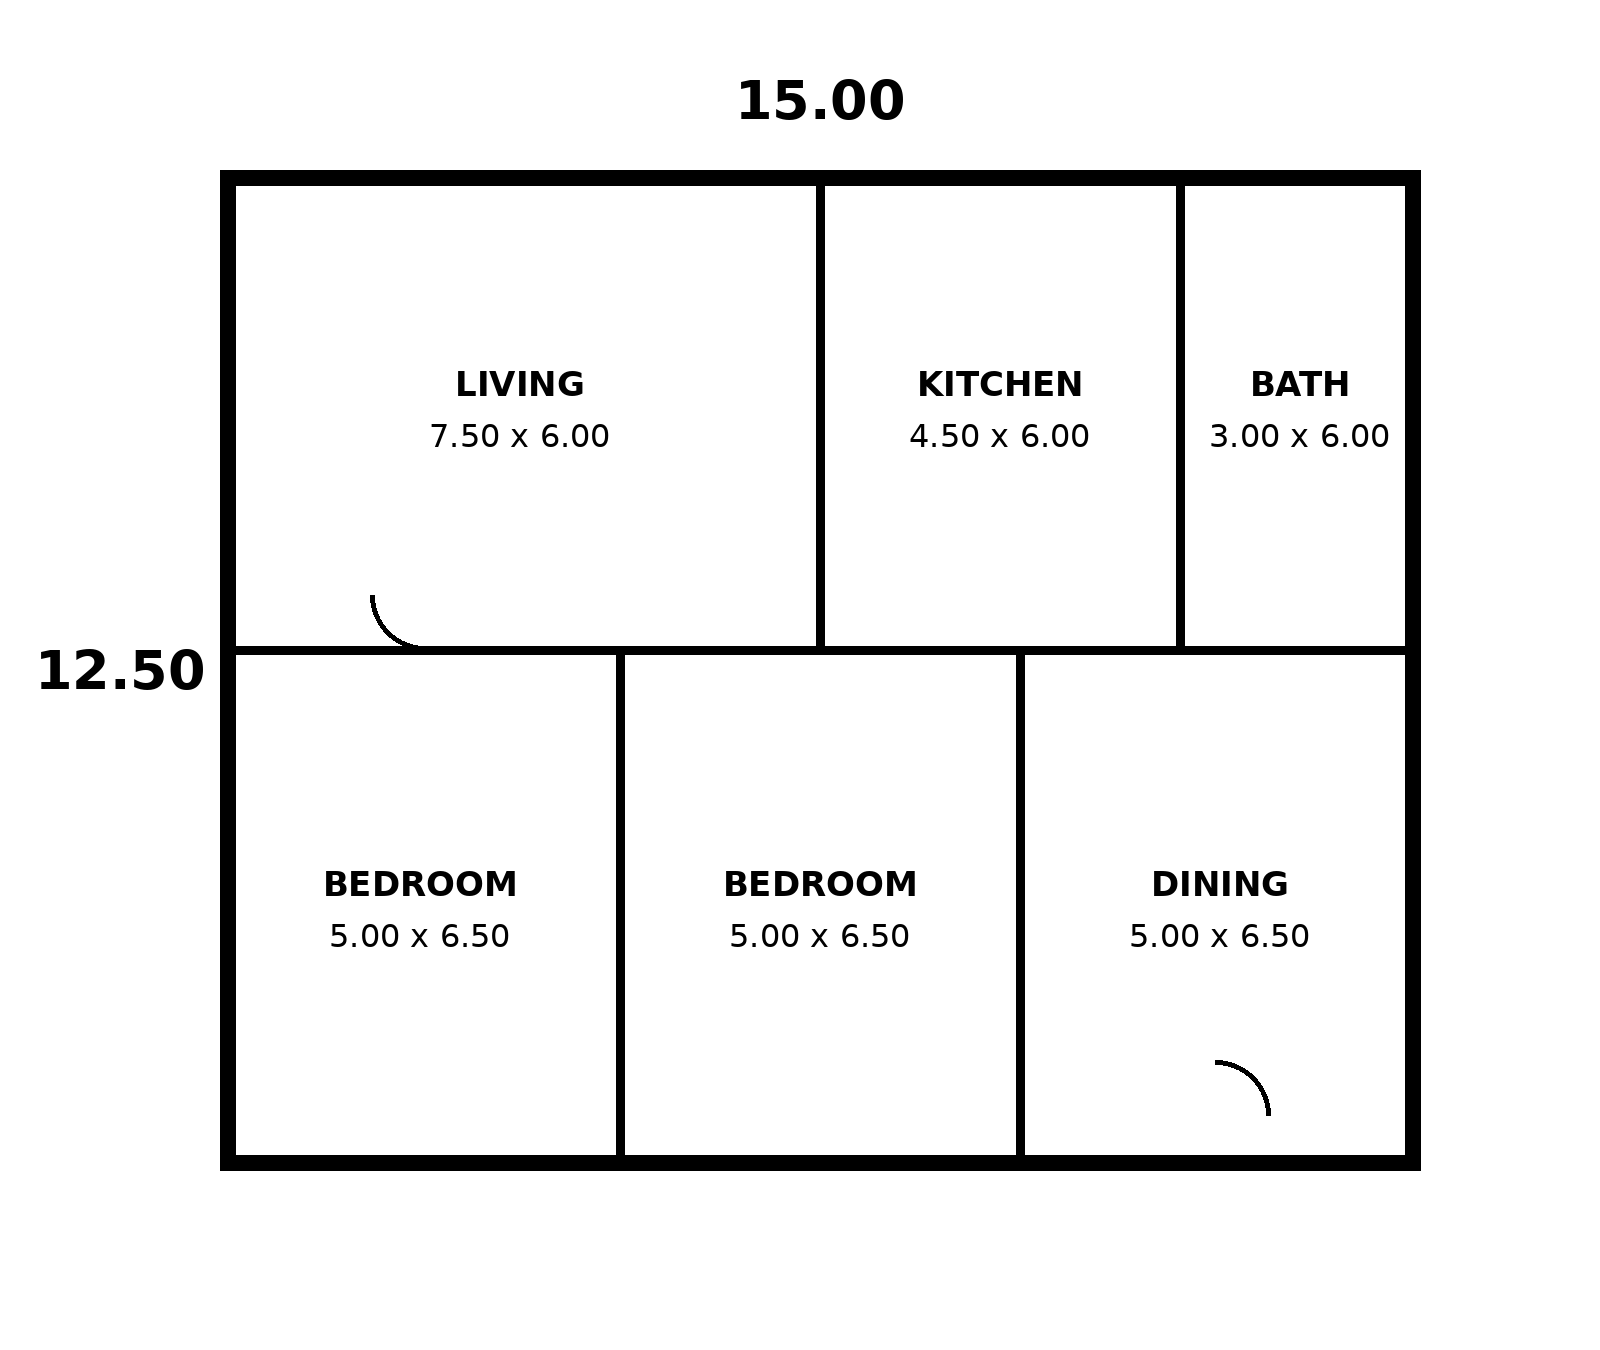 15.00
LIVING
7.50 x 6.00
KITCHEN
4.50 x 6.00
BATH
3.00 x 6.00
12.50
BEDROOM
5.00 x 6.50
BEDROOM
5.00 x 6.50
DINING
5.00 x 6.50